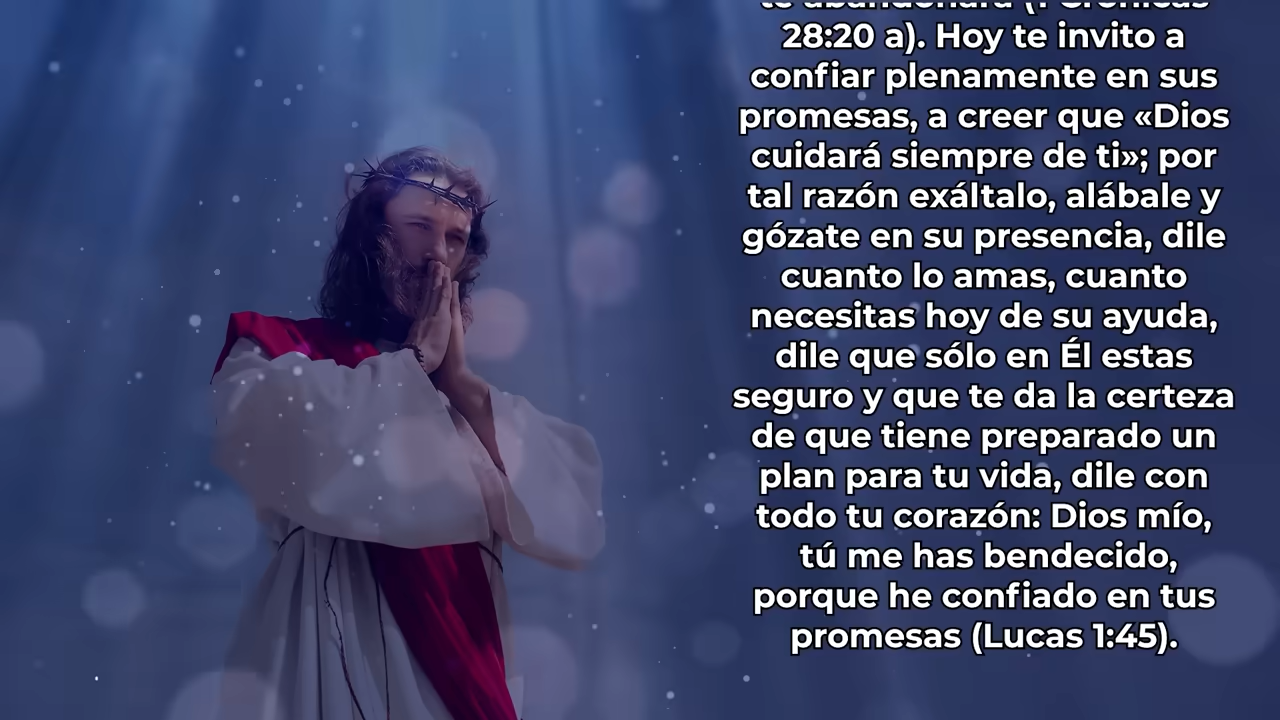 te abandonará (1 Crónicas
28:20 a). Hoy te invito a
confiar plenamente en sus
promesas, a creer que «Dios
cuidará siempre de ti»; por
tal razón exáltalo, alábale y
gózate en su presencia, dile
cuanto lo amas, cuanto
necesitas hoy de su ayuda,
dile que sólo en Él estas
seguro y que te da la certeza
de que tiene preparado un
plan para tu vida, dile con
todo tu corazón: Dios mío,
tú me has bendecido,
porque he confiado en tus
promesas (Lucas 1:45).